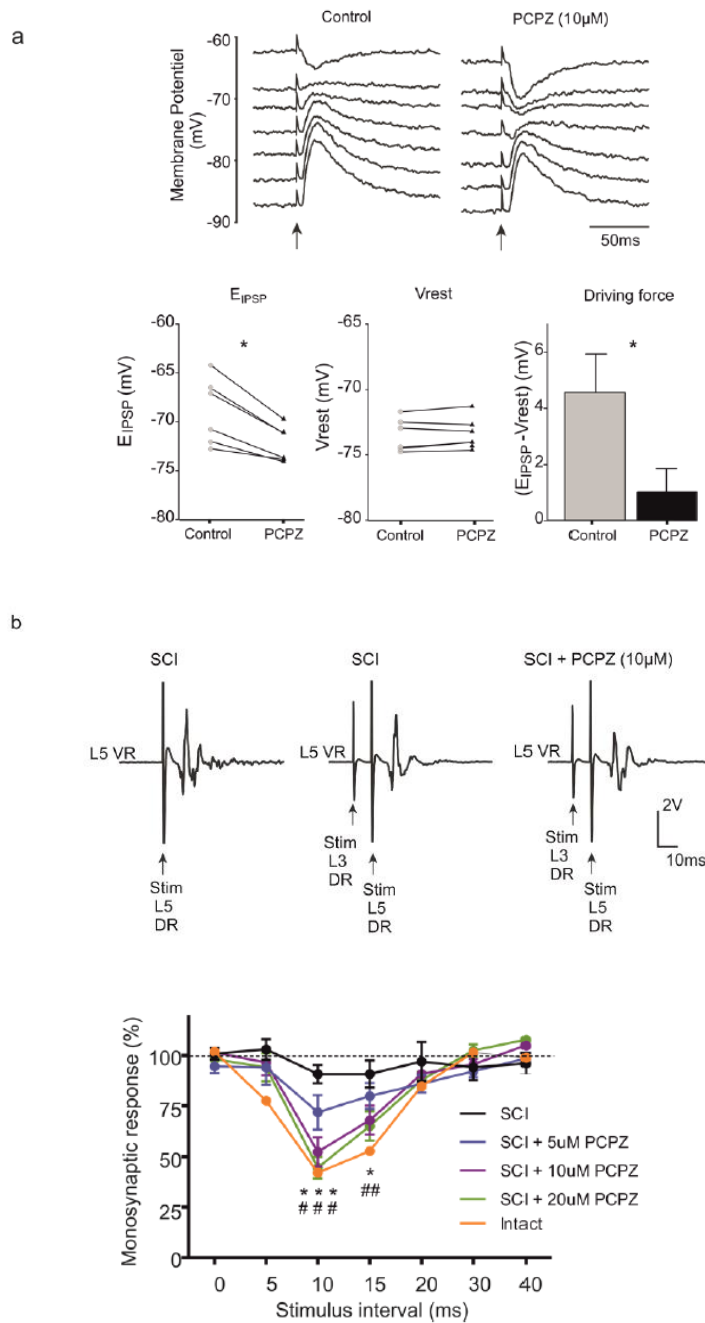 a
Control
PCPZ (10µM)
-60
-70
-80
-90
Membrane Potentiel
(mV)
50ms
EIPSP
Vrest
Driving force
-60
-65
-70
-75
-80
EIPSP (mV)
*
Control
PCPZ
-65
-70
-75
-80
Vrest (mV)
Control
PCPZ
6
4
2
0
(EIPSP-Vrest) (mV)
*
Control
PCPZ
b
SCI
SCI
SCI + PCPZ (10µM)
L5 VR
L5 VR
L5 VR
Stim
L5
DR
Stim
L3
DR
Stim
L5
DR
Stim
L3
DR
Stim
L5
DR
2V
10ms
Monosynaptic response (%)
100
75
50
25
0
* * *
# # #
*
##
SCI
SCI + 5uM PCPZ
SCI + 10uM PCPZ
SCI + 20uM PCPZ
Intact
0 5 10 15 20 30 40
Stimulus interval (ms)